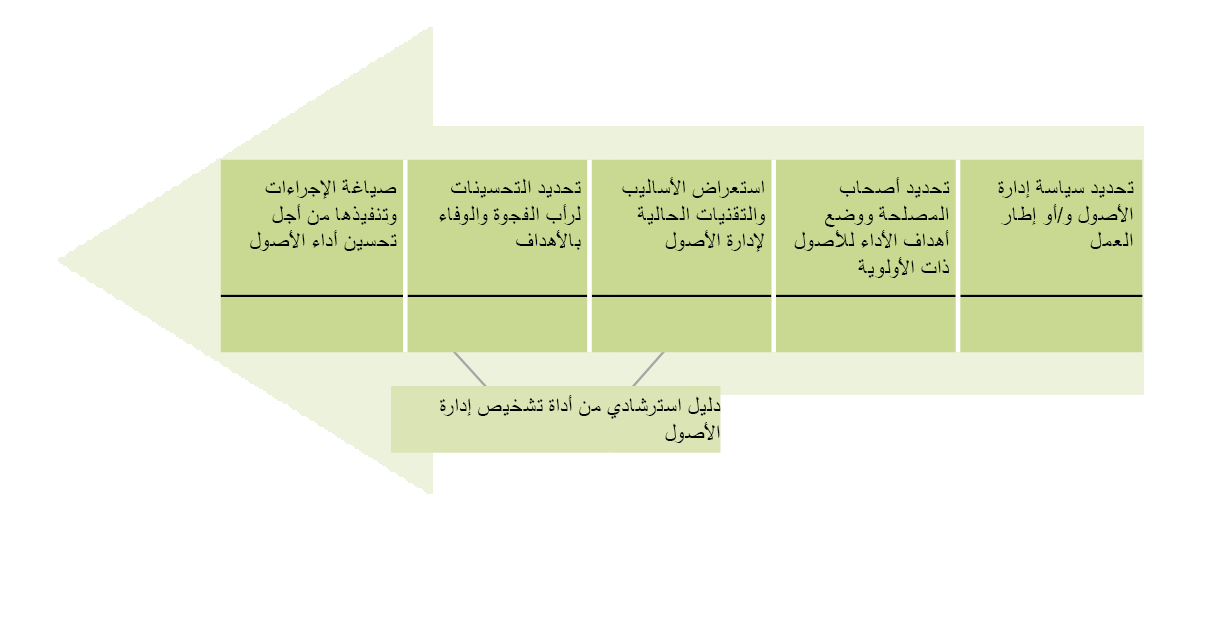 تحديد سياسة إدارة
الأصول و/أو إطار
العمل
تحديد أصحاب
المصلحة ووضع
أهداف الأداء للأصول
ذات الأولوية
استعراض الأساليب
والتقنيات الحالية
لإدارة الأصول
تحديد التحسينات
لرأب الفجوة والوفاء
بالأهداف
صياغة الإجراءات
وتنفيذها من أجل
تحسين أداء الأصول
دليل استرشادي من أداة تشخيص إدارة
الأصول